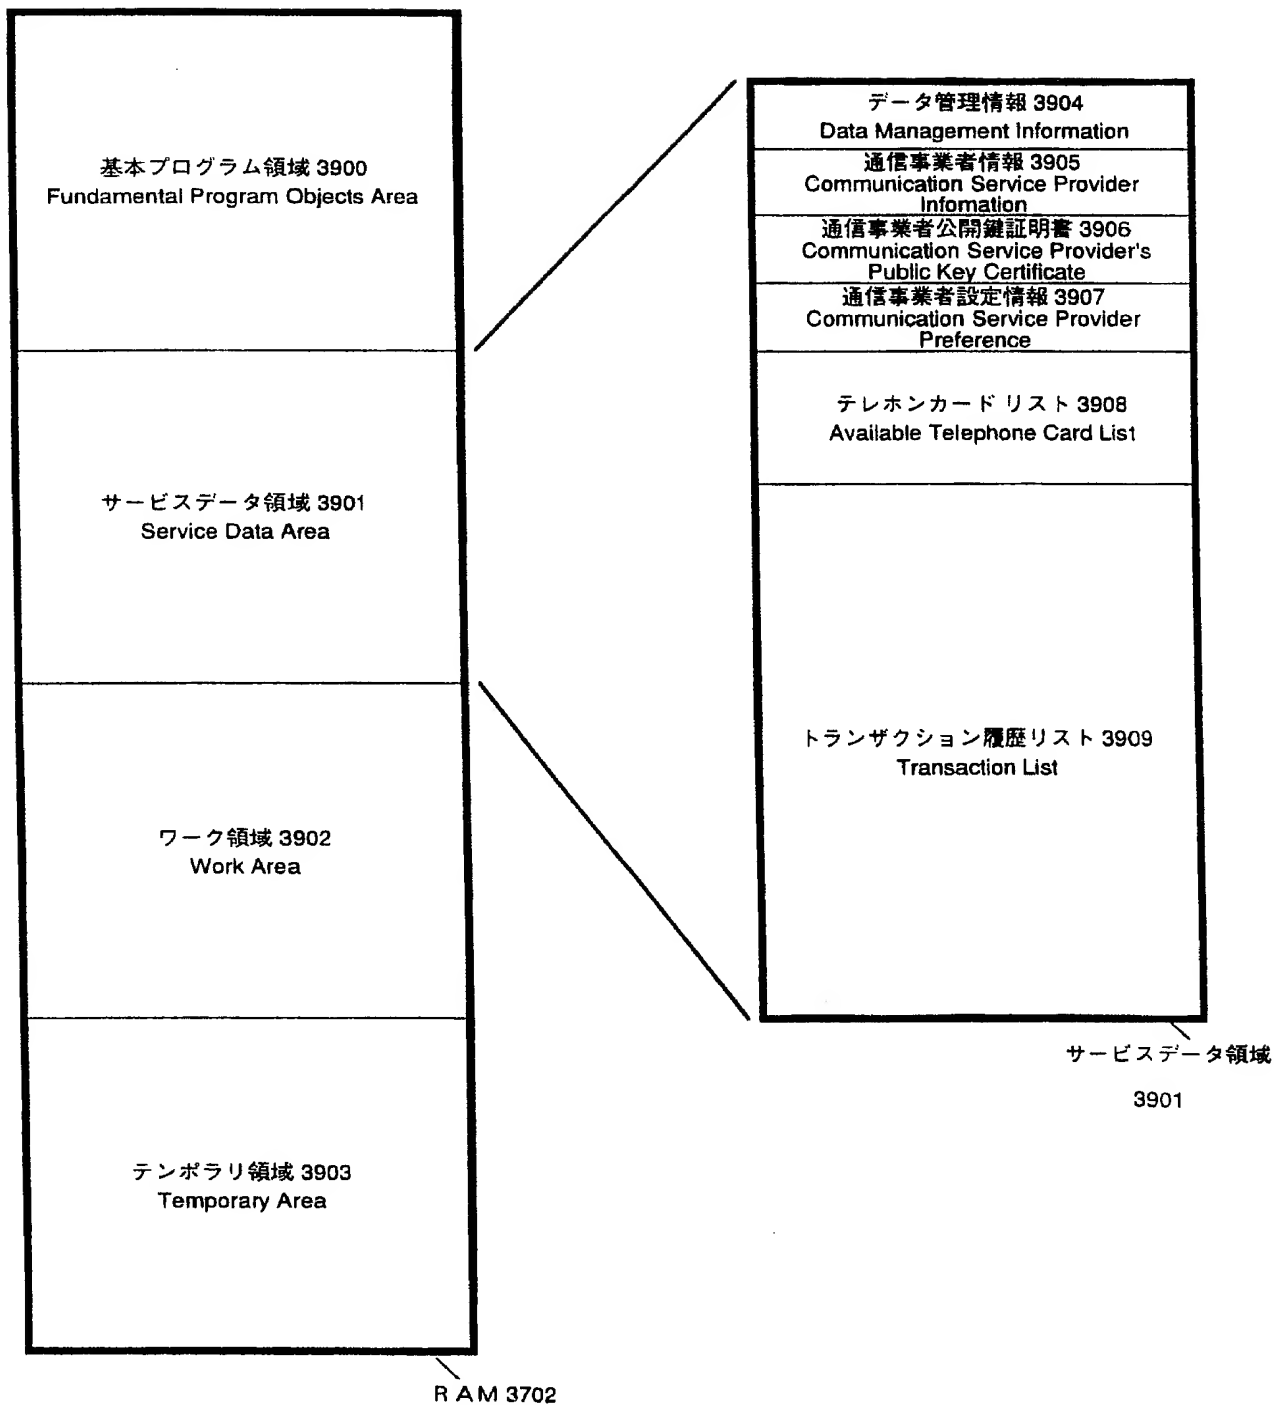 基本プログラム領域 3900
Fundamental Program Objects Area
サービスデータ領域 3901
Service Data Area
ワーク領域 3902
Work Area
テンポラリ領域 3903
Temporary Area
RAM 3702
データ管理情報 3904
Data Management Information
通信事業者情報 3905
Communication Service Provider
Infomation
通信事業者公開鍵証明書 3906
Communication Service Provider's
Public Key Certificate
通信事業者設定情報 3907
Communication Service Provider
Preference
テレホンカード リスト 3908
Available Telephone Card List
トランザクション履歴リスト 3909
Transaction List
サービスデータ領域
3901